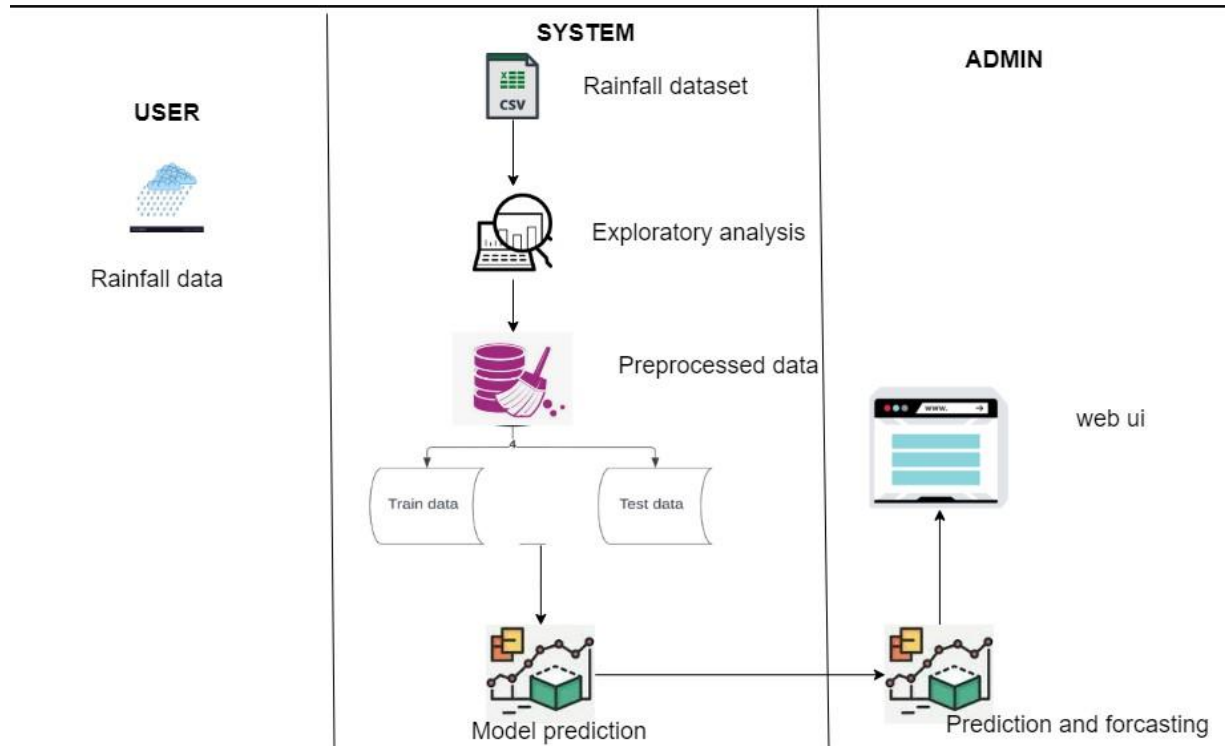 USER
Rainfall data
SYSTEM
CSV
Rainfall dataset
Exploratory analysis
Preprocessed data
4
Train data
Test data
Model prediction
ADMIN
www.
web ui
Prediction and forcasting